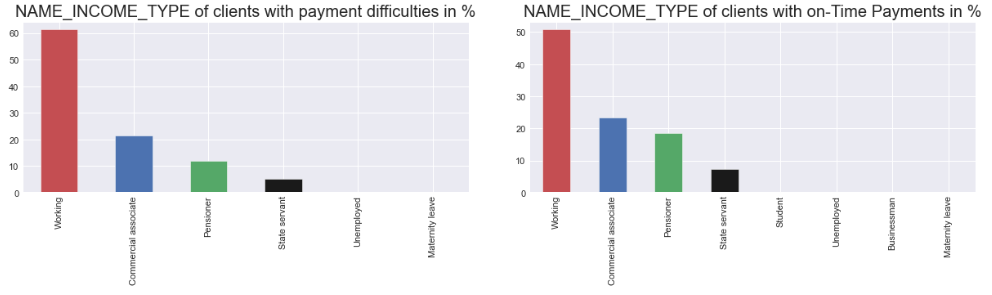 NAME_INCOME_TYPE of clients with payment difficulties in %
60
50
40
30
20
10
0
Working
Commercial associate
Pensioner
State servant
Unemployed
Maternity leave
NAME_INCOME_TYPE of clients with on-Time Payments in %
50
40
30
20
10
0
Working
Commercial associate
Pensioner
State servant
Student
Unemployed
Businessman
Maternity leave